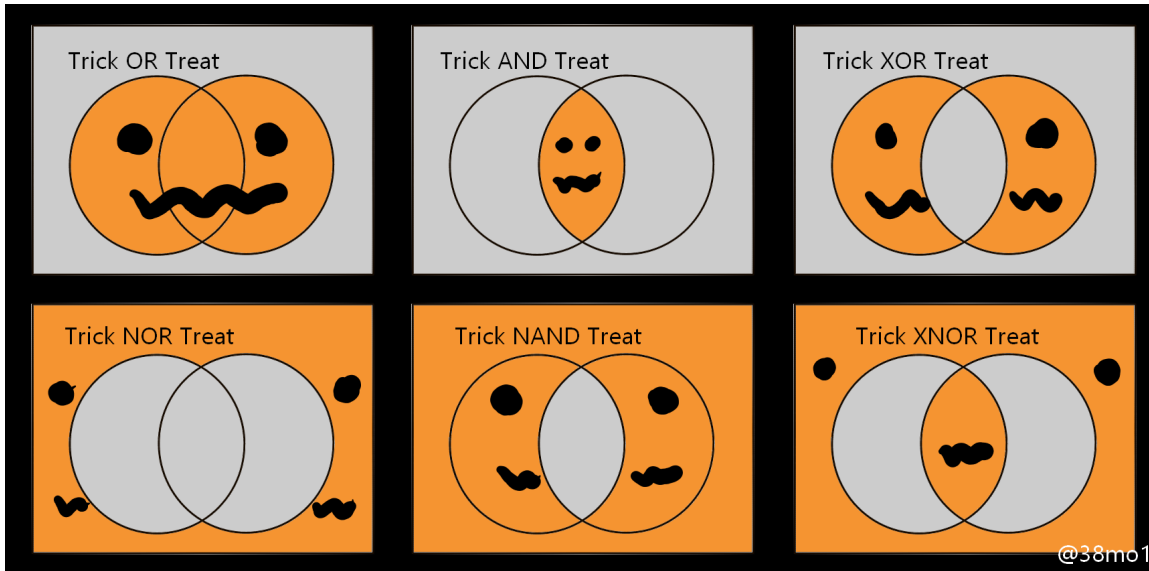 Trick OR Treat
Trick AND Treat
Trick XOR Treat
Trick NOR Treat
Trick NAND Treat
Trick XNOR Treat
@38mo1